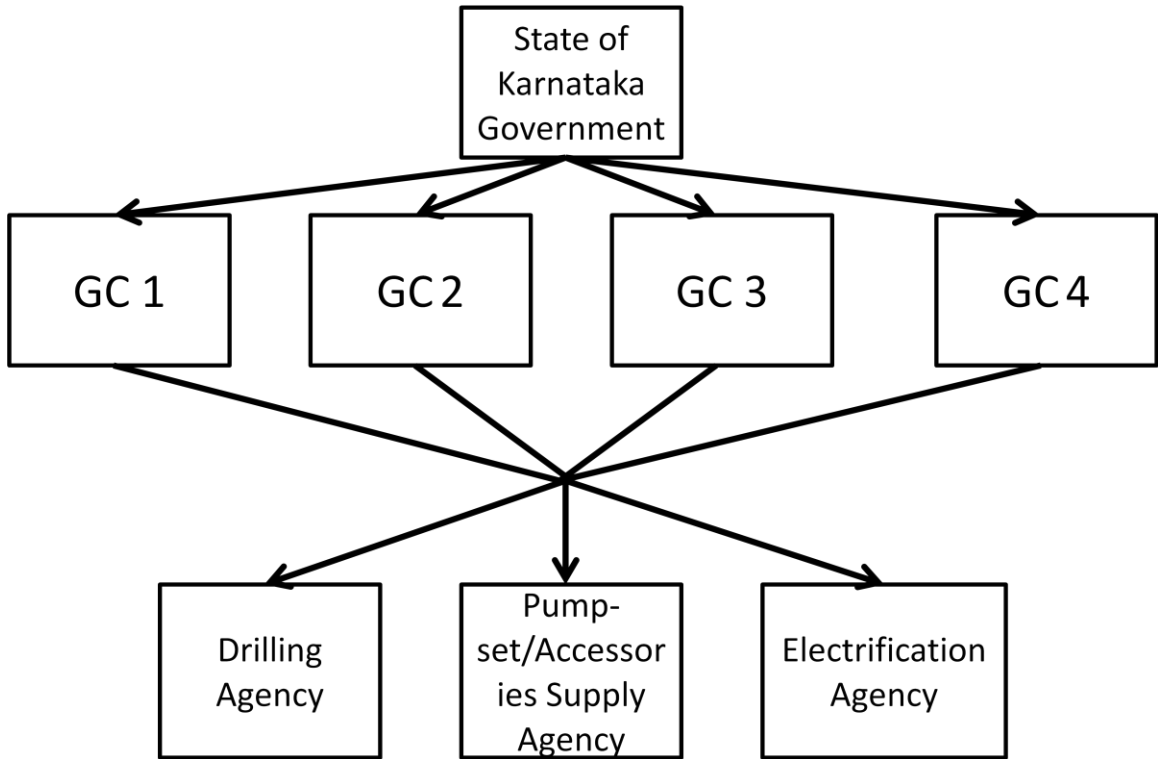 State of
Karnataka
Government
GC 1
GC 2
GC 3
GC 4
Drilling
Agency
Pump-
set/Accessor
ies Supply
Agency
Electrification
Agency